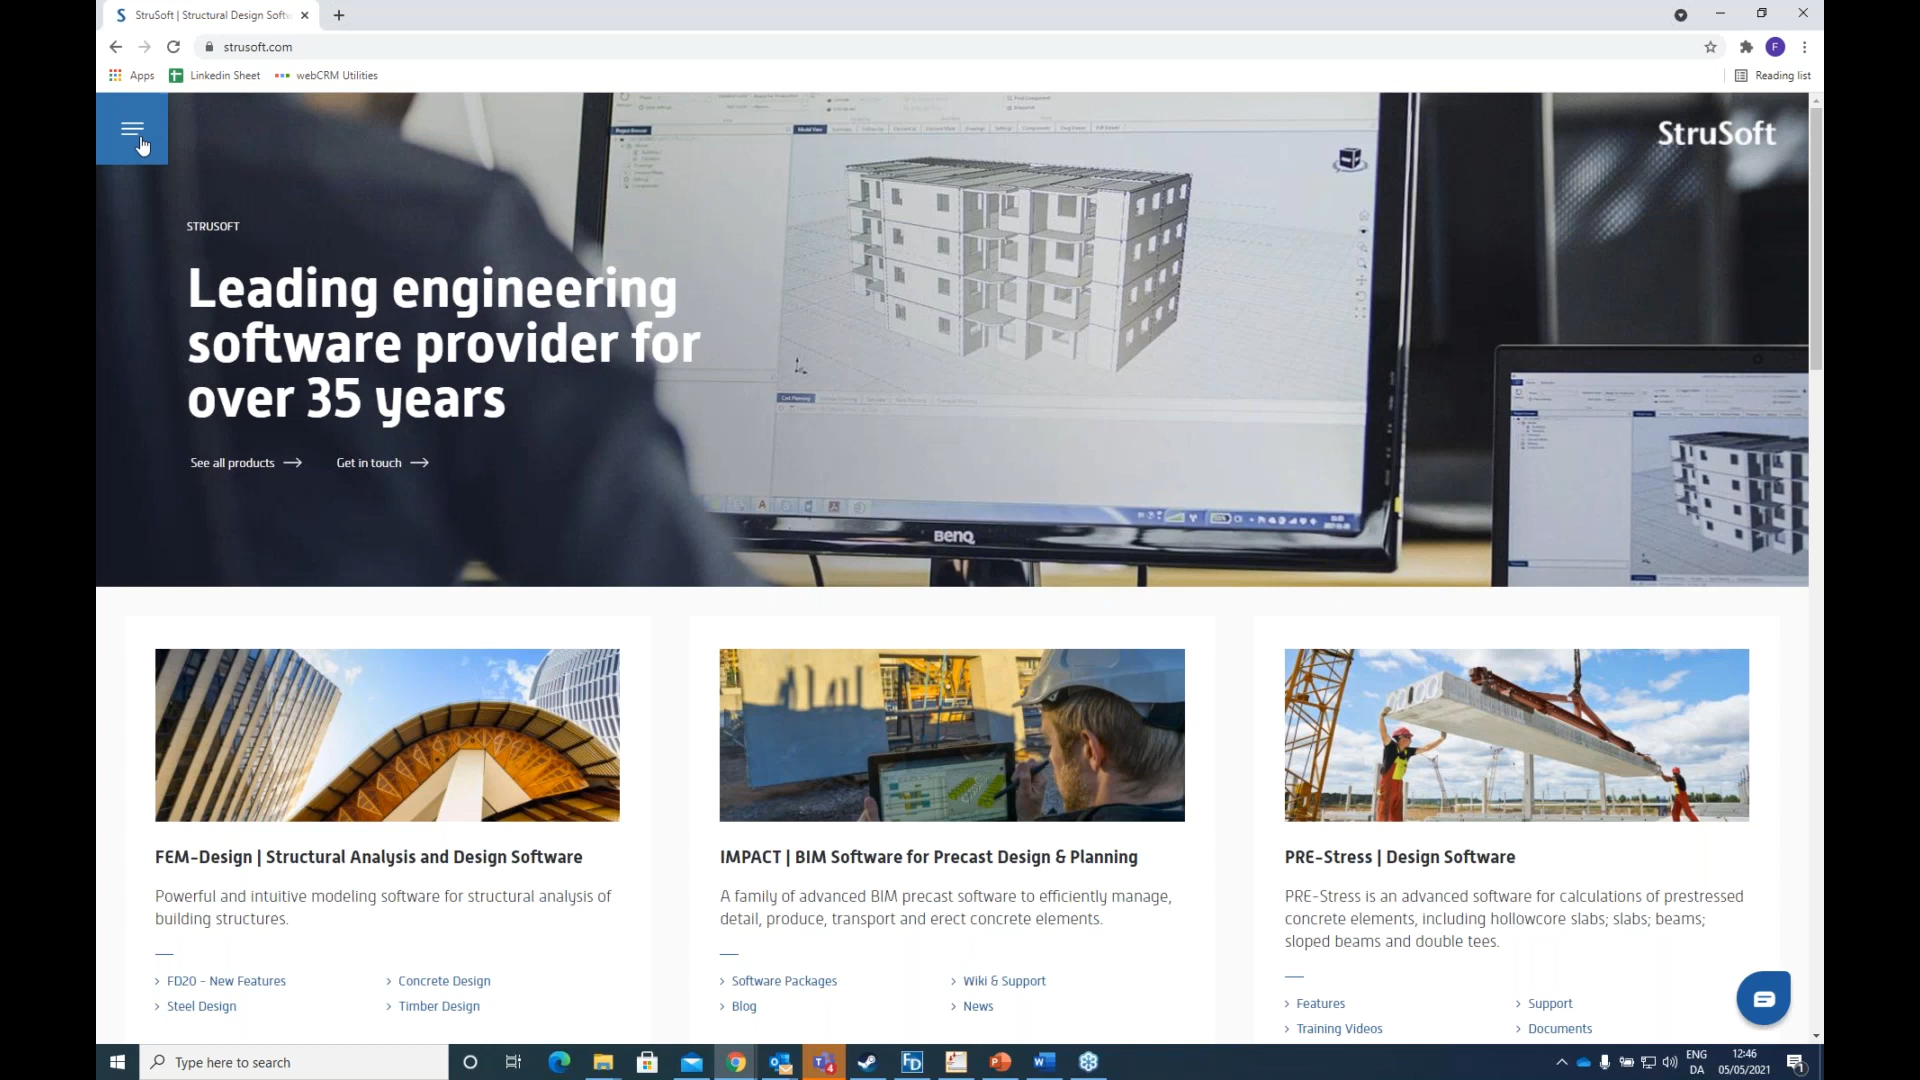 StruSoft | Structural Design Softw
strusoft.com
Apps
Linkedin Sheet
webCRM Utilities
Reading list
StruSoft
STRUSOFT
Leading engineering
software provider for
over 35 years
See all products
Get in touch
BenQ
FEM-Design | Structural Analysis and Design Software
Powerful and intuitive modeling software for structural analysis of
building structures.
FD20 - New Features
Concrete Design
Steel Design
Timber Design
IMPACT | BIM Software for Precast Design & Planning
A family of advanced BIM precast software to efficiently manage,
detail, produce, transport and erect concrete elements.
Software Packages
Wiki & Support
Blog
News
PRE-Stress | Design Software
PRE-Stress is an advanced software for calculations of prestressed
concrete elements, including hollowcore slabs; slabs; beams;
sloped beams and double tees.
Features
Support
Training Videos
Documents
Type here to search
ENG
DA
12:46
05/05/2021